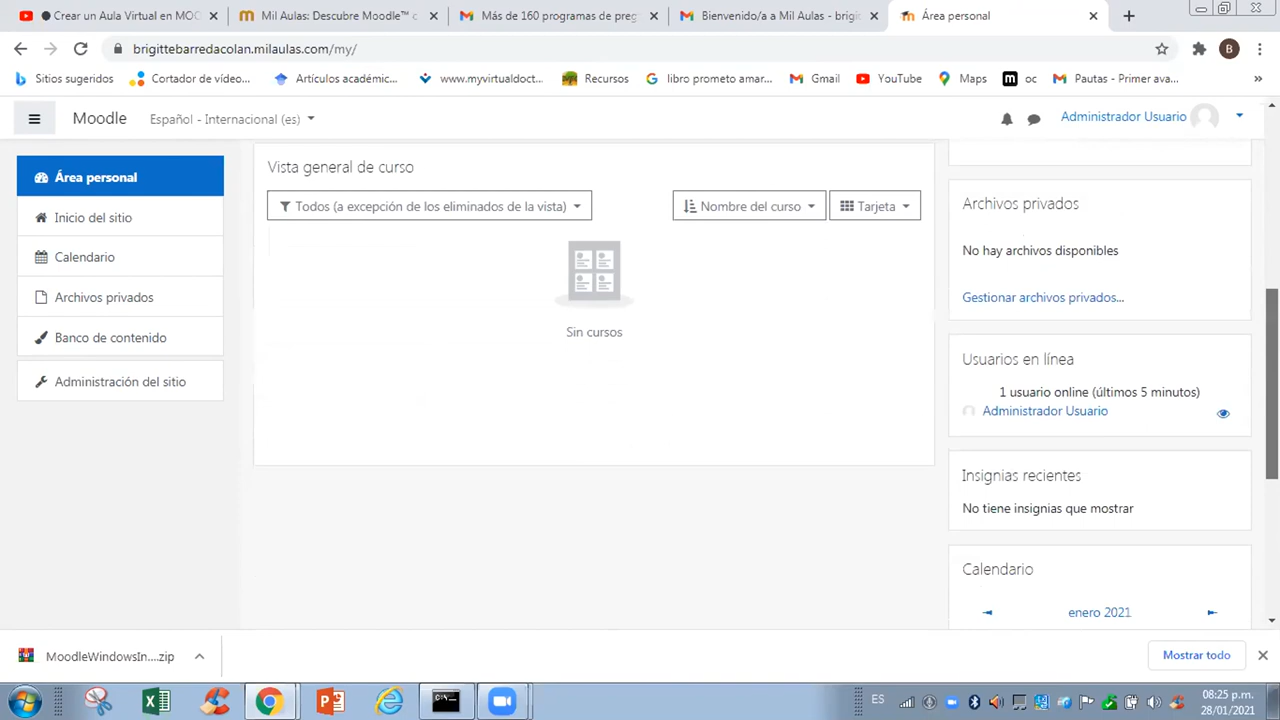 Crear un Aula Virtual en MOO
Mil Aulas: Descubre Moodle™ c
Más de 160 programas de preg
Bienvenido/a a Mil Aulas - brigi
Área personal
brigittebarredacolan.milaulas.com/my/
B
Sitios sugeridos
Cortador de vídeo...
Artículos académic...
www.myvirtualdoct...
Recursos
libro prometo amar...
Gmail
YouTube
Maps
m oc
Pautas - Primer ava...
»
Moodle
Español - Internacional (es)
Administrador Usuario
Área personal
Inicio del sitio
Calendario
Archivos privados
Banco de contenido
Administración del sitio
Vista general de curso
Todos (a excepción de los eliminados de la vista)
Nombre del curso
Tarjeta
Sin cursos
Archivos privados
No hay archivos disponibles
Gestionar archivos privados...
Usuarios en línea
1 usuario online (últimos 5 minutos)
Administrador Usuario
Insignias recientes
No tiene insignias que mostrar
Calendario
enero 2021
MoodleWindowsIn....zip
Mostrar todo
ES
08:25 p.m.
28/01/2021